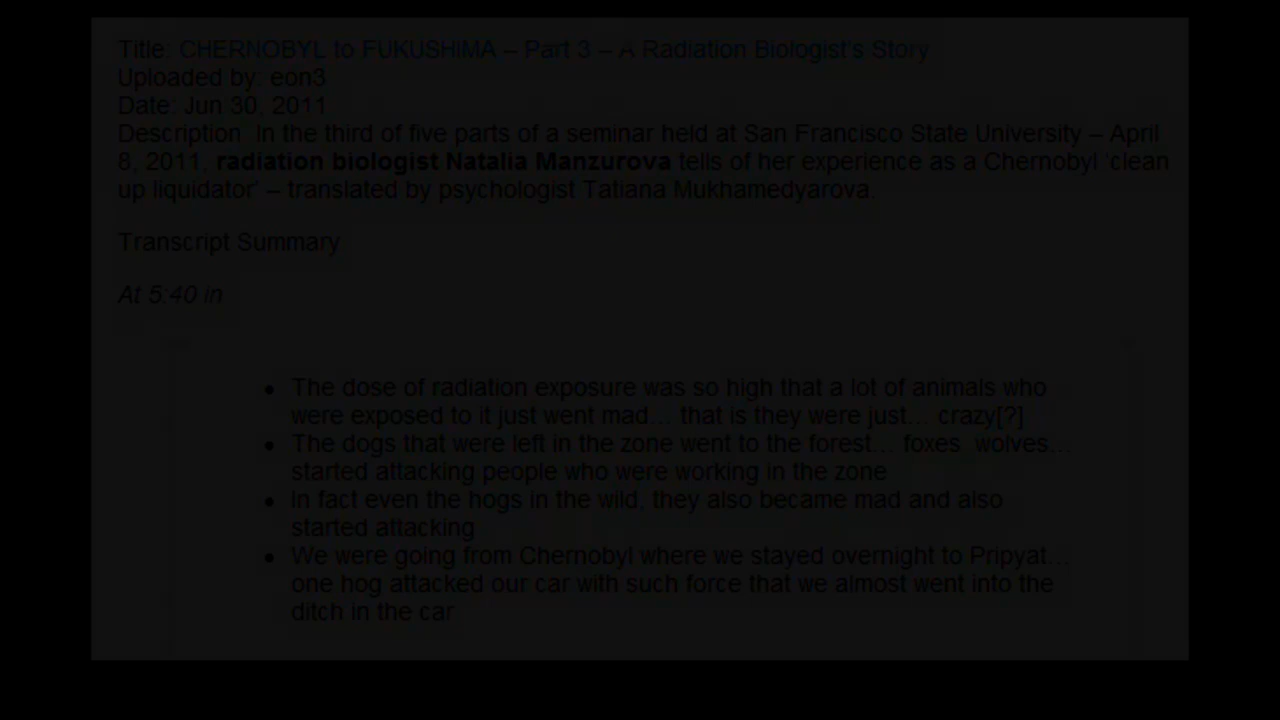 Title: CHERNOBYL to FUKUSHIMA – Part 3 – A Radiation Biologist's Story
Uploaded by: eon3
Date: Jun 30, 2011
Description: In the third of five parts of a seminar held at San Francisco State University – April
8, 2011, radiation biologist Natalia Manzurova tells of her experience as a Chernobyl 'clean
up liquidator' – translated by psychologist Tatiana Mukhamedyarova.
Transcript Summary
At 5:40 in
• The dose of radiation exposure was so high that a lot of animals who
were exposed to it just went mad… that is they were just… crazy[?]
• The dogs that were left in the zone went to the forest… foxes, wolves…
started attacking people who were working in the zone
• In fact even the hogs in the wild, they also became mad and also
started attacking
• We were going from Chernobyl where we stayed overnight to Pripyat…
one hog attacked our car with such force that we almost went into the
ditch in the car